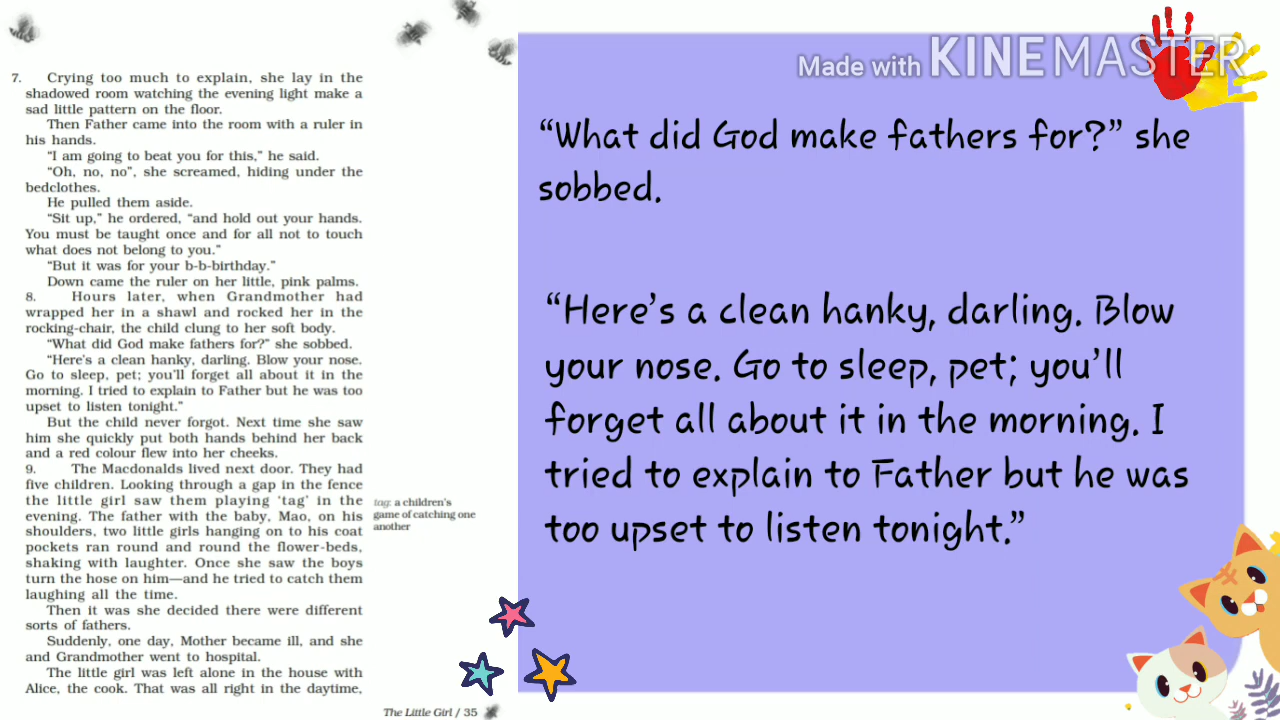 7. Crying too much to explain, she lay in the
shadowed room watching the evening light make a
sad little pattern on the floor.
Then Father came into the room with a ruler in
his hands.
“I am going to beat you for this,” he said.
“Oh, no, no”, she screamed, hiding under the
bedclothes.
He pulled them aside.
“Sit up,” he ordered, “and hold out your hands.
You must be taught once and for all not to touch
what does not belong to you.”
“But it was for your b-b-birthday.”
Down came the ruler on her little, pink palms.
8. Hours later, when Grandmother had
wrapped her in a shawl and rocked her in the
rocking-chair, the child clung to her soft body.
“What did God make fathers for?” she sobbed.
“Here’s a clean hanky, darling. Blow your nose.
Go to sleep, pet; you’ll forget all about it in the
morning. I tried to explain to Father but he was too
upset to listen tonight.”
But the child never forgot. Next time she saw
him she quickly put both hands behind her back
and a red colour flew into her cheeks.
9. The Macdonalds lived next door. They had
five children. Looking through a gap in the fence
the little girl saw them playing ‘tag’ in the
evening. The father with the baby, Mao, on his
shoulders, two little girls hanging on to his coat
pockets ran round and round the flower-beds,
shaking with laughter. Once she saw the boys
turn the hose on him—and he tried to catch them
laughing all the time.
Then it was she decided there were different
sorts of fathers.
Suddenly, one day, Mother became ill, and she
and Grandmother went to hospital.
The little girl was left alone in the house with
Alice, the cook. That was all right in the daytime,
tag: a children’s
game of catching one
another
The Little Girl / 35
Made with KINEMASTER
“What did God make fathers for?” she
sobbed.
“Here’s a clean hanky, darling. Blow
your nose. Go to sleep, pet; you’ll
forget all about it in the morning. I
tried to explain to Father but he was
too upset to listen tonight.”